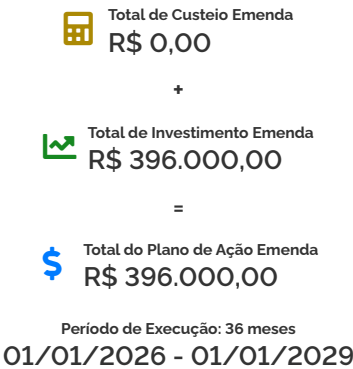 Total de Custeio Emenda
R$ 0,00
+
Total de Investimento Emenda
R$ 396.000,00
=
Total do Plano de Ação Emenda
R$ 396.000,00
Período de Execução: 36 meses
01/01/2026 - 01/01/2029